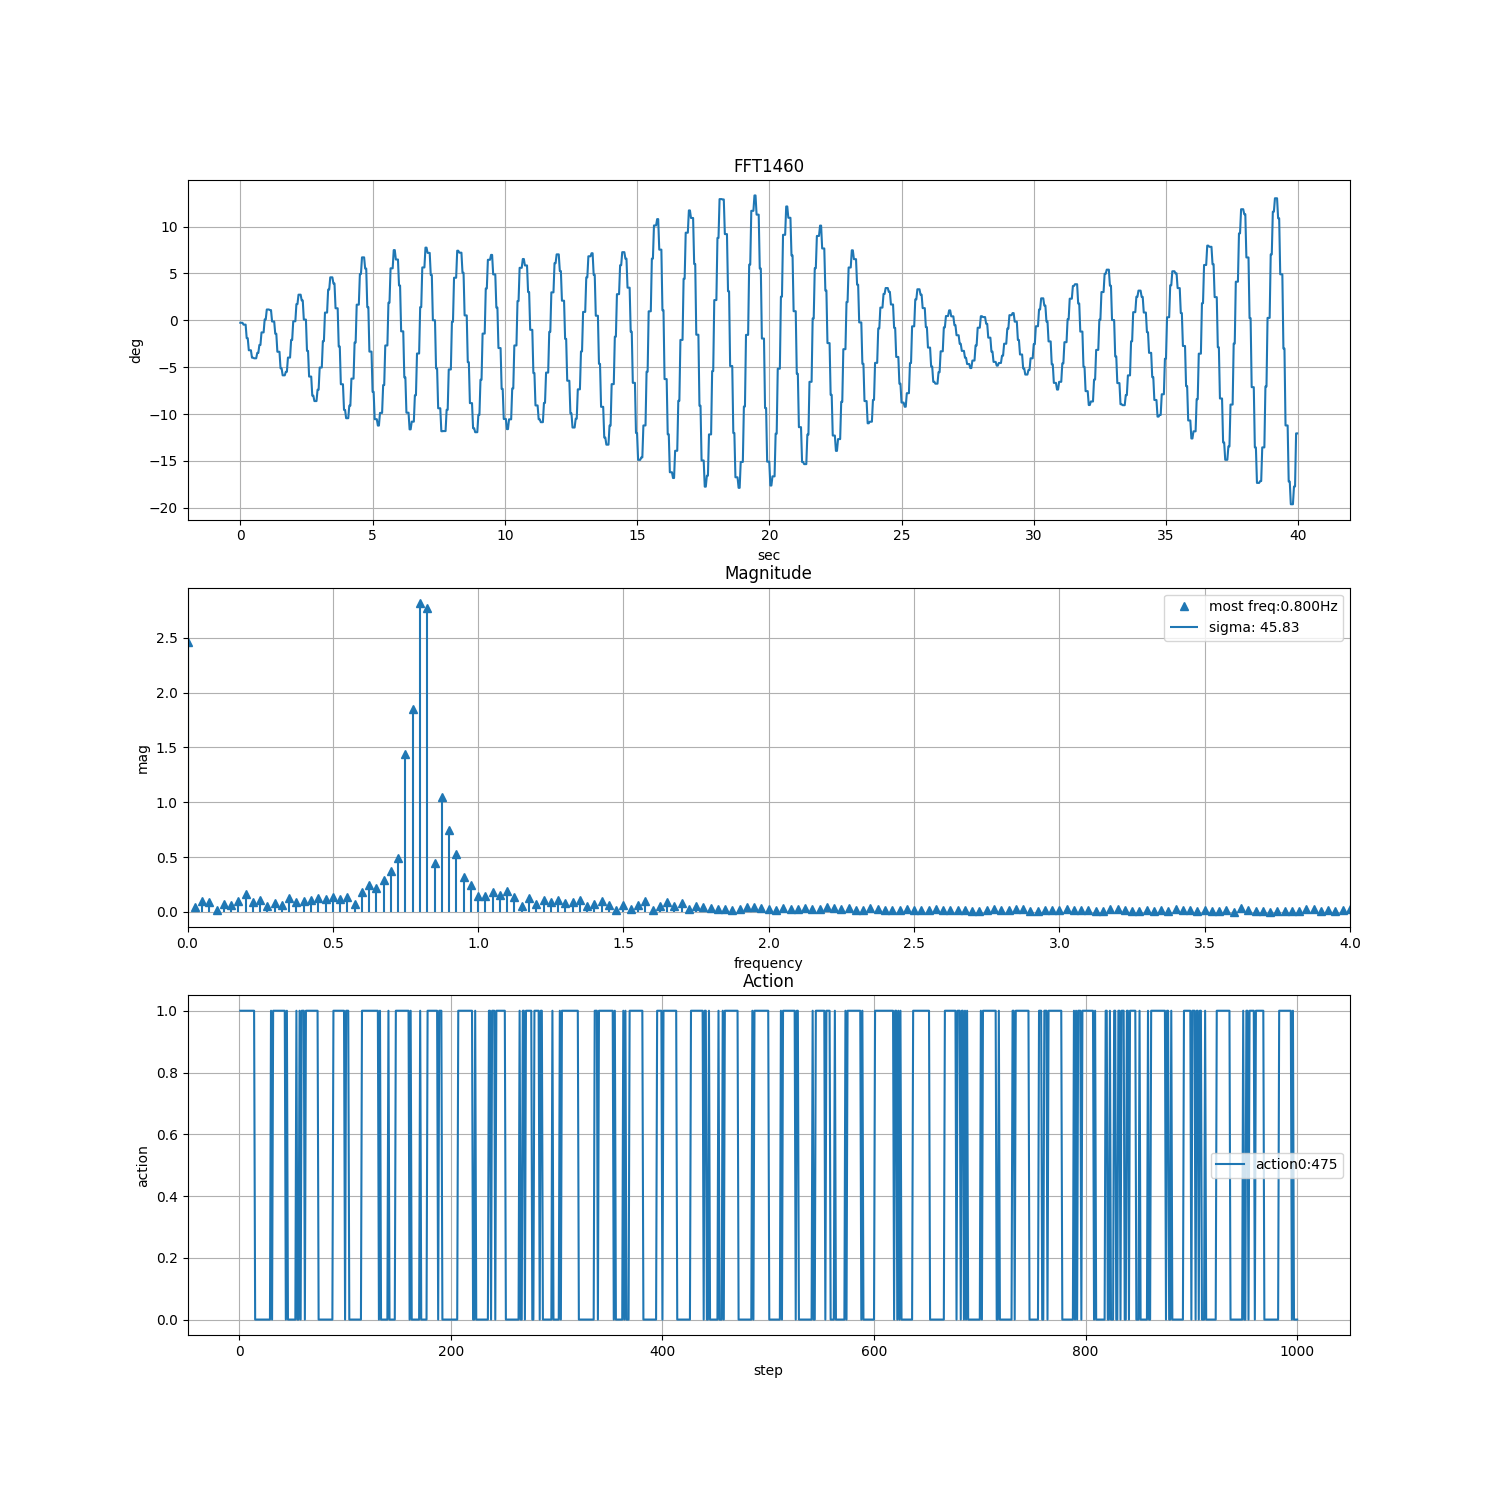 FFT1460
10
5
0
−5
−10
−15
−20
deg
0 5 10 15 20 25 30 35 40
sec
Magnitude
most freq:0.800Hz
sigma: 45.83
2.5
2.0
1.5
1.0
0.5
0.0
mag
0.0 0.5 1.0 1.5 2.0 2.5 3.0 3.5 4.0
frequency
Action
1.0
0.8
0.6
0.4
0.2
0.0
action
action0:475
0 200 400 600 800 1000
step